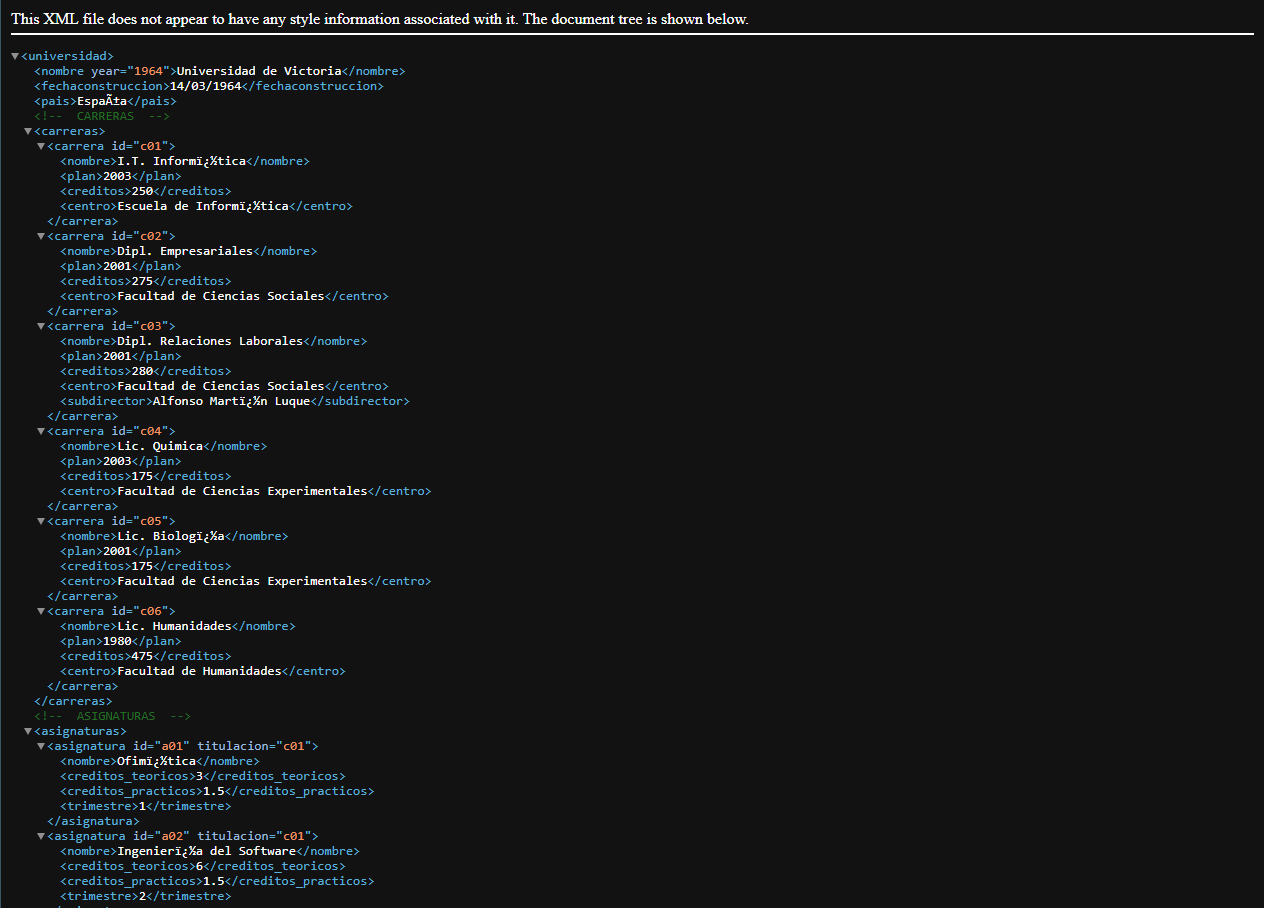 This XML file does not appear to have any style information associated with it. The document tree is shown below.
▼<universidad>
<nombre year="1964">Universidad de Victoria</nombre>
<fechaconstruccion>14/03/1964</fechaconstruccion>
<pais>EspaÃ±a</pais>
<!-- CARRERAS -->
▼<carreras>
▼<carrera id="c01">
<nombre>I.T. Informï¿½tica</nombre>
<plan>2003</plan>
<creditos>250</creditos>
<centro>Escuela de Informï¿½tica</centro>
</carrera>
▼<carrera id="c02">
<nombre>Dipl. Empresariales</nombre>
<plan>2001</plan>
<creditos>275</creditos>
<centro>Facultad de Ciencias Sociales</centro>
</carrera>
▼<carrera id="c03">
<nombre>Dipl. Relaciones Laborales</nombre>
<plan>2001</plan>
<creditos>280</creditos>
<centro>Facultad de Ciencias Sociales</centro>
<subdirector>Alfonso Martï¿½n Luque</subdirector>
</carrera>
▼<carrera id="c04">
<nombre>Lic. Quimica</nombre>
<plan>2003</plan>
<creditos>175</creditos>
<centro>Facultad de Ciencias Experimentales</centro>
</carrera>
▼<carrera id="c05">
<nombre>Lic. Biologï¿½a</nombre>
<plan>2001</plan>
<creditos>175</creditos>
<centro>Facultad de Ciencias Experimentales</centro>
</carrera>
▼<carrera id="c06">
<nombre>Lic. Humanidades</nombre>
<plan>1980</plan>
<creditos>475</creditos>
<centro>Facultad de Humanidades</centro>
</carrera>
</carreras>
<!-- ASIGNATURAS -->
▼<asignaturas>
▼<asignatura id="a01" titulacion="c01">
<nombre>Ofimï¿½tica</nombre>
<creditos_teoricos>3</creditos_teoricos>
<creditos_practicos>1.5</creditos_practicos>
<trimestre>1</trimestre>
</asignatura>
▼<asignatura id="a02" titulacion="c01">
<nombre>Ingenierï¿½a del Software</nombre>
<creditos_teoricos>6</creditos_teoricos>
<creditos_practicos>1.5</creditos_practicos>
<trimestre>2</trimestre>